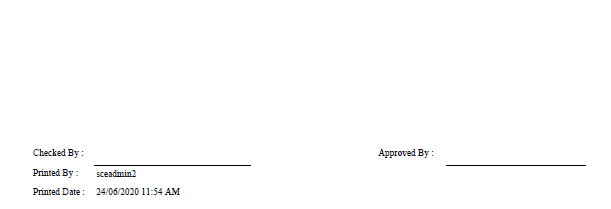 Checked By : Approved By :
Printed By : sceadmin2
Printed Date : 24/06/2020 11:54 AM